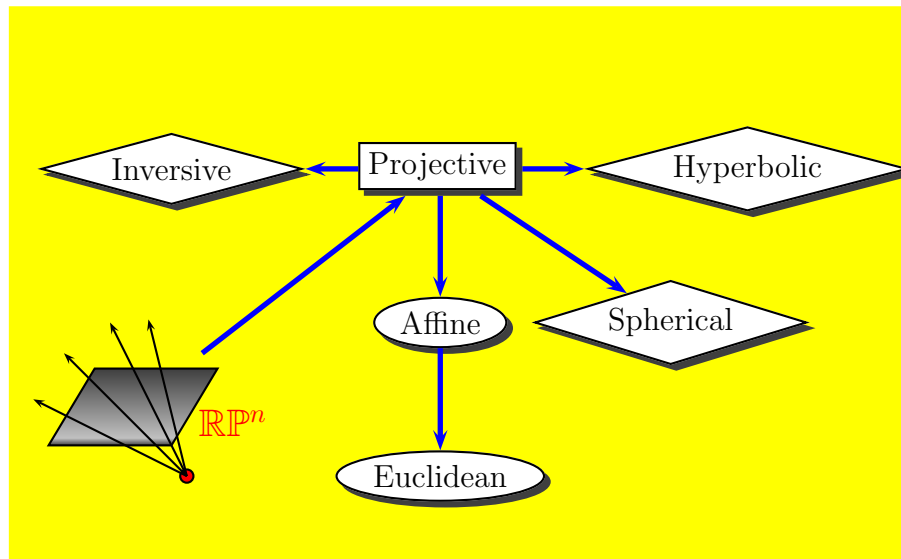 Projective
Inversive
Hyperbolic
Affine
Spherical
ℝℙⁿ
Euclidean